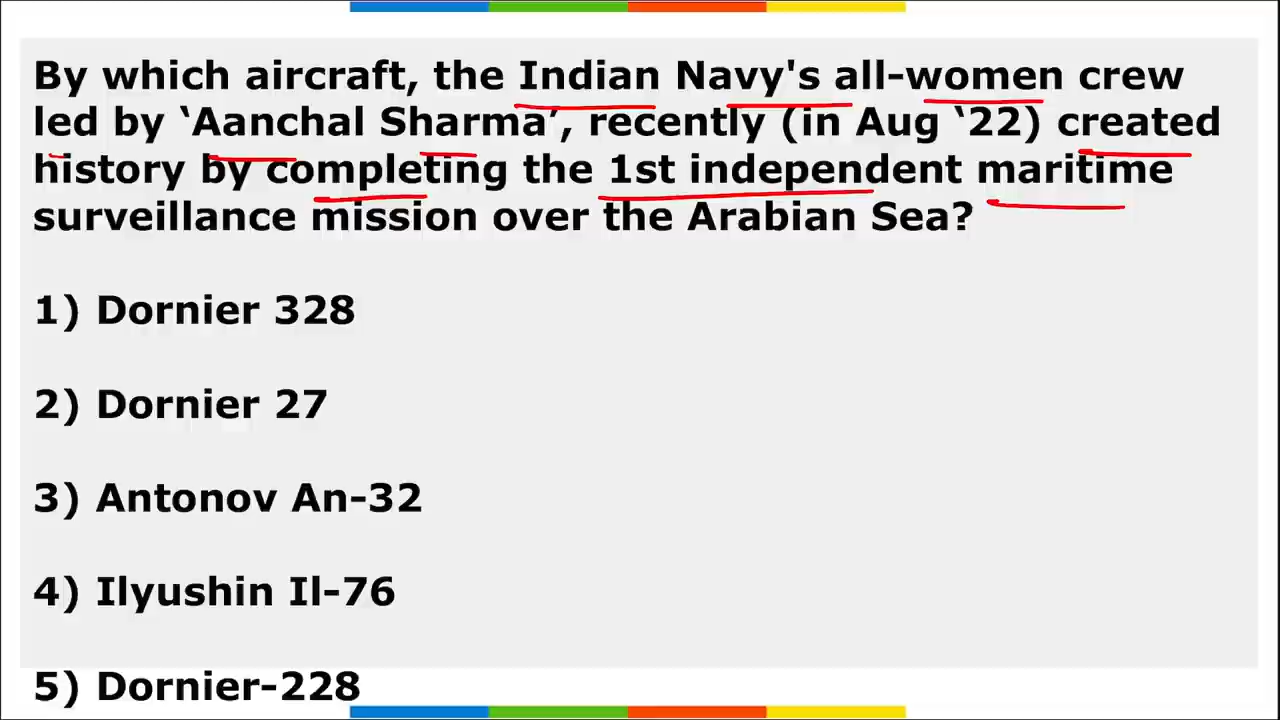 By which aircraft, the Indian Navy's all-women crew
led by ‘Aanchal Sharma’, recently (in Aug ‘22) created
history by completing the 1st independent maritime
surveillance mission over the Arabian Sea?
1) Dornier 328
2) Dornier 27
3) Antonov An-32
4) Ilyushin Il-76
5) Dornier-228